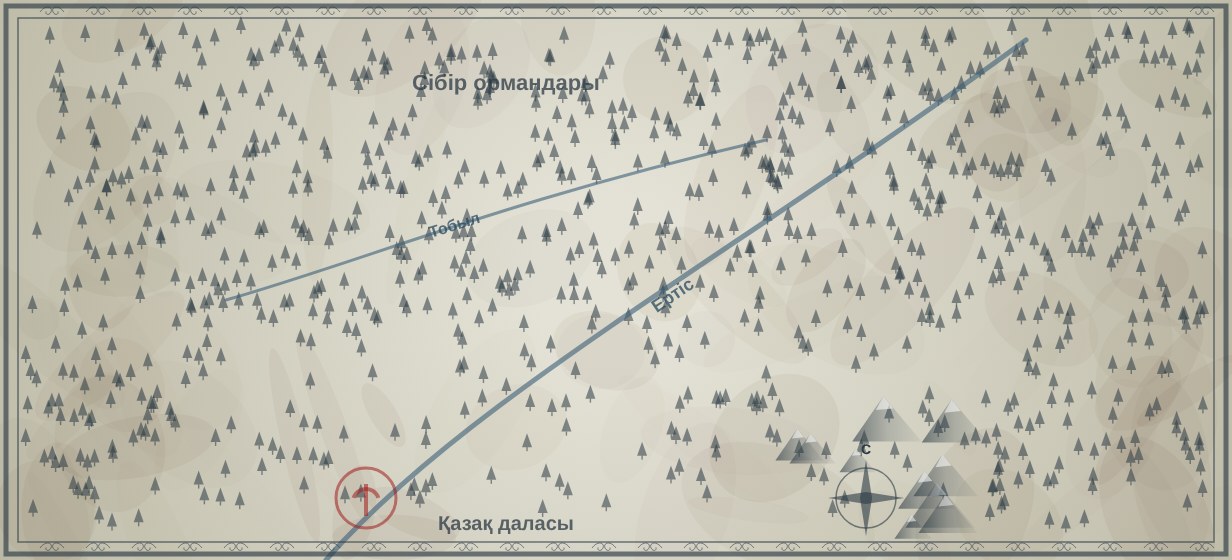 Сібір ормандары
Тобыл
Ертіс
С
Қазақ даласы